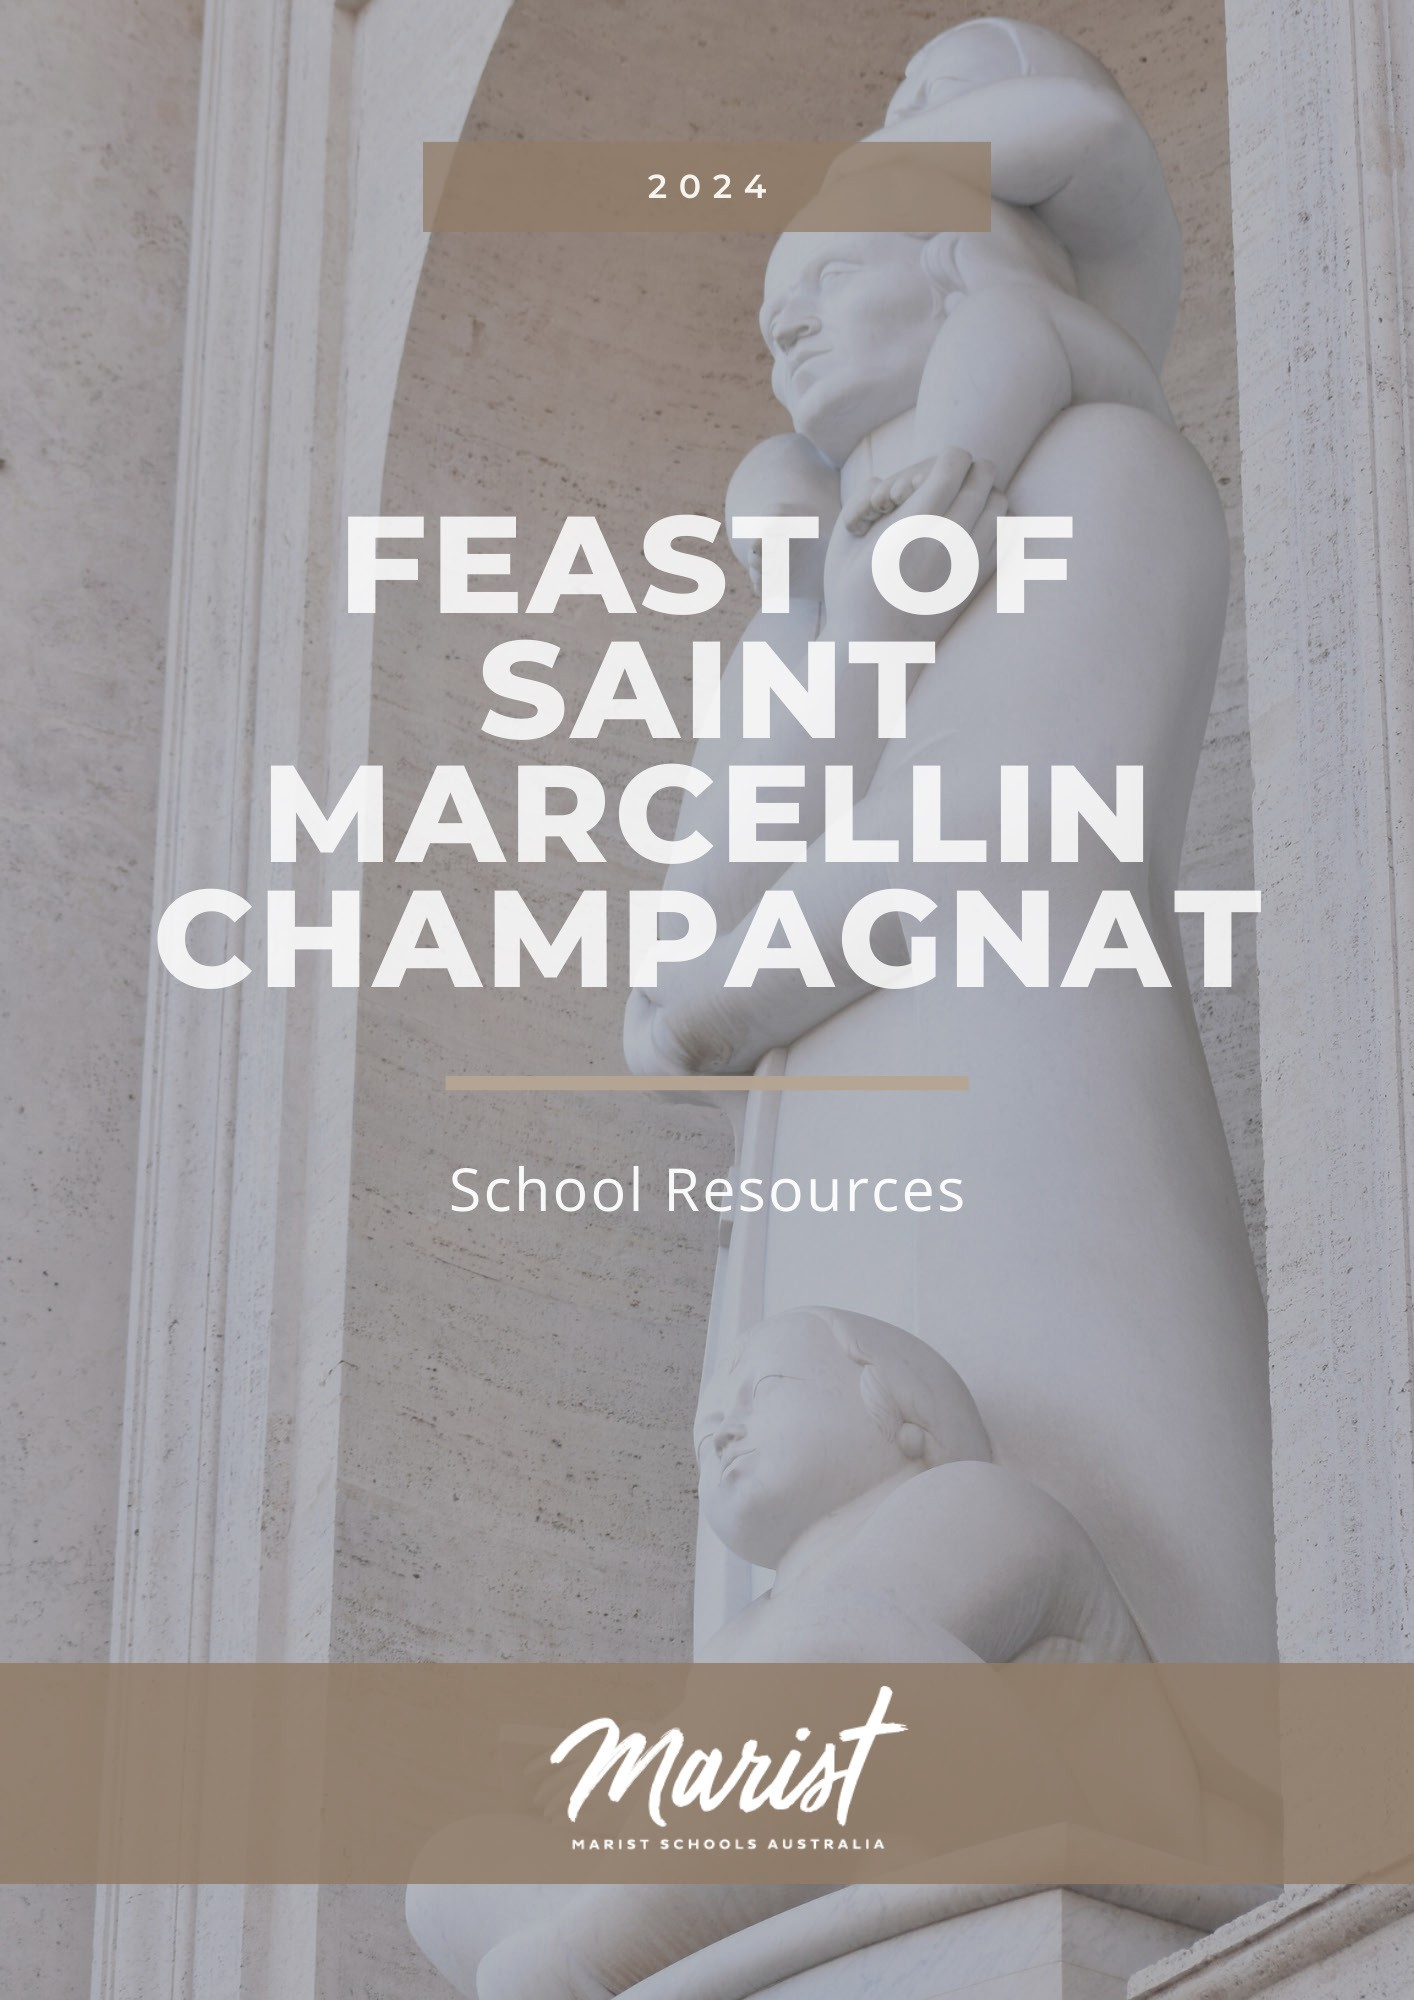 2024
FEAST OF
SAINT
MARCELLIN
CHAMPAGNAT
School Resources
Marist
MARIST SCHOOLS AUSTRALIA